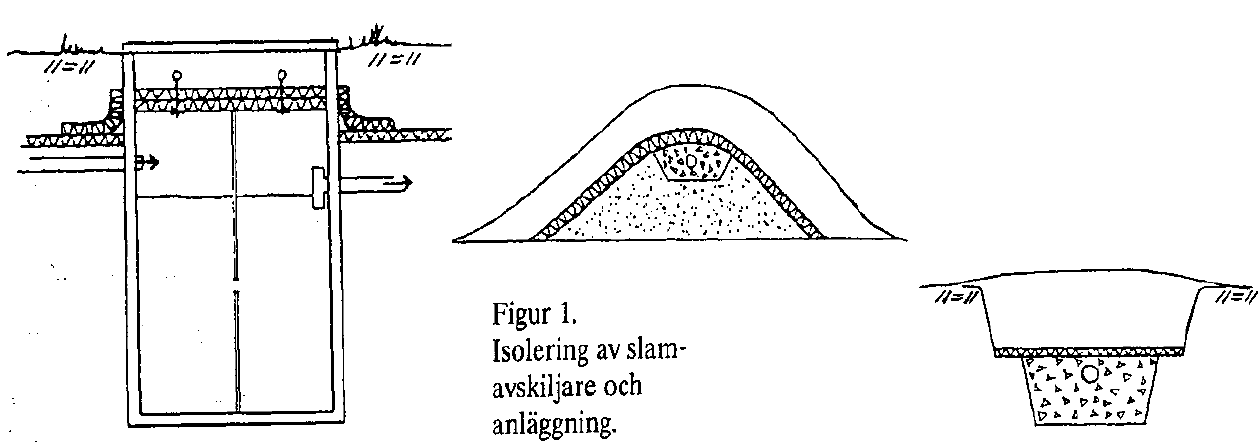 Figur 1.
Isolering av slam-
avskiljare och
anläggning.